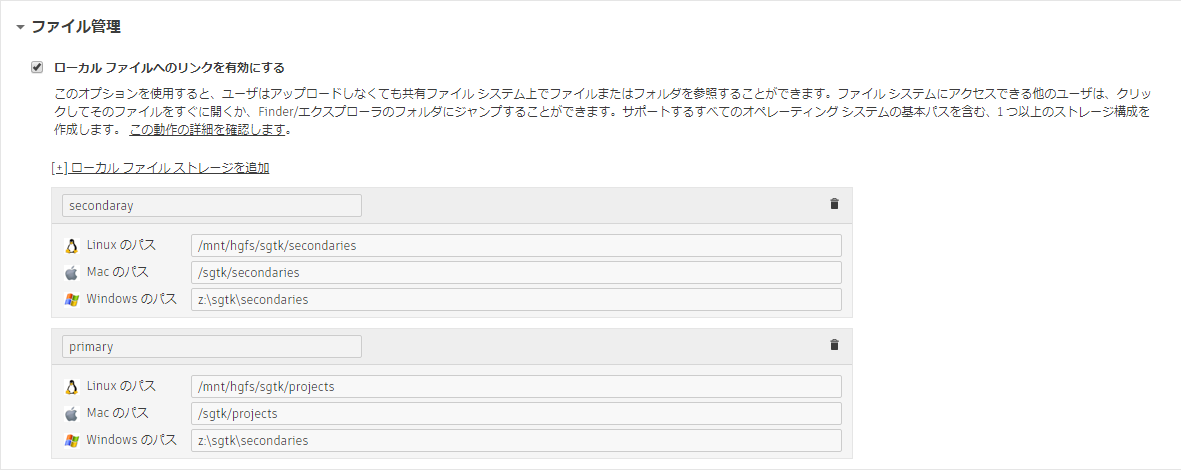 ファイル管理
ローカル ファイルへのリンクを有効にする
このオプションを使用すると、ユーザはアップロードしなくても共有ファイル システム上でファイルまたはフォルダを参照することができます。ファイル システムにアクセスできる他のユーザは、クリッ
クしてそのファイルをすぐに開くか、Finder/エクスプローラのフォルダにジャンプすることができます。サポートするすべてのオペレーティング システムの基本パスを含む、1 つ以上のストレージ構成を
作成します。 この動作の詳細を確認します。
[+] ローカル ファイル ストレージを追加
secondaray
Linux のパス /mnt/hgfs/sgtk/secondaries
Mac のパス /sgtk/secondaries
Windows のパス z:\sgtk\secondaries
primary
Linux のパス /mnt/hgfs/sgtk/projects
Mac のパス /sgtk/projects
Windows のパス z:\sgtk\secondaries